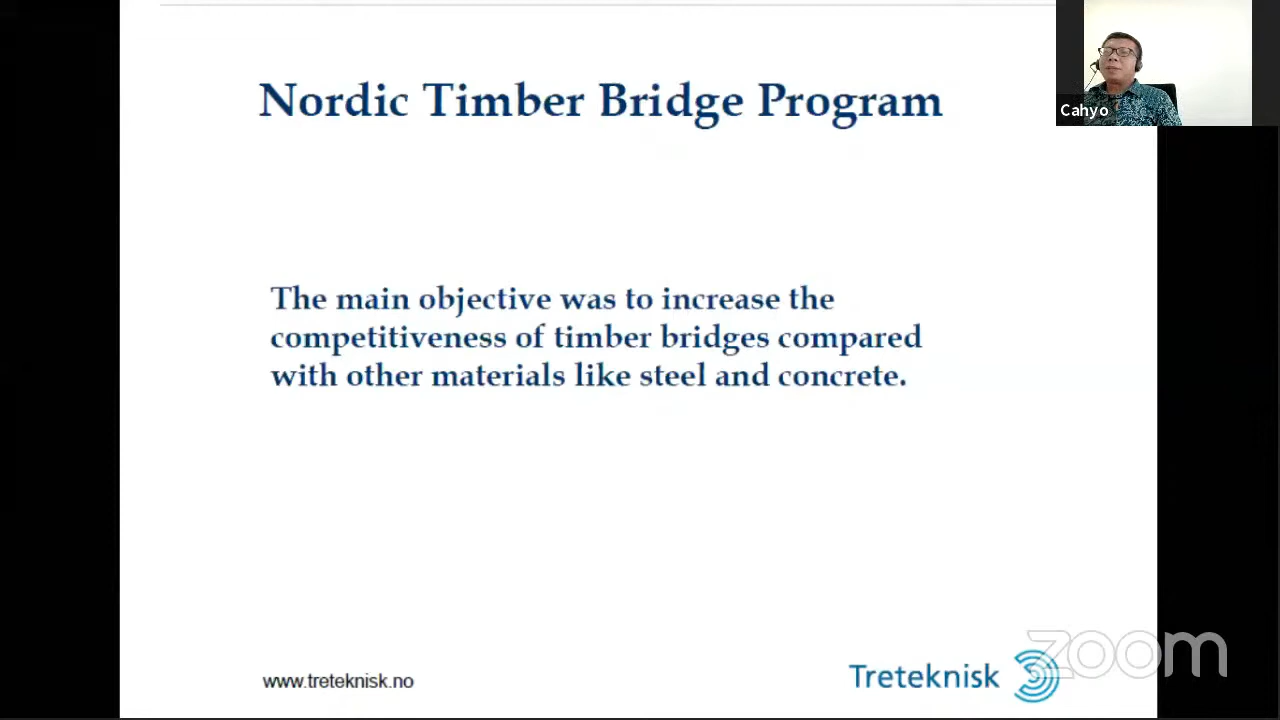 Nordic Timber Bridge Program
Cahyo
The main objective was to increase the
competitiveness of timber bridges compared
with other materials like steel and concrete.
www.treteknisk.no
Treteknisk
zoom